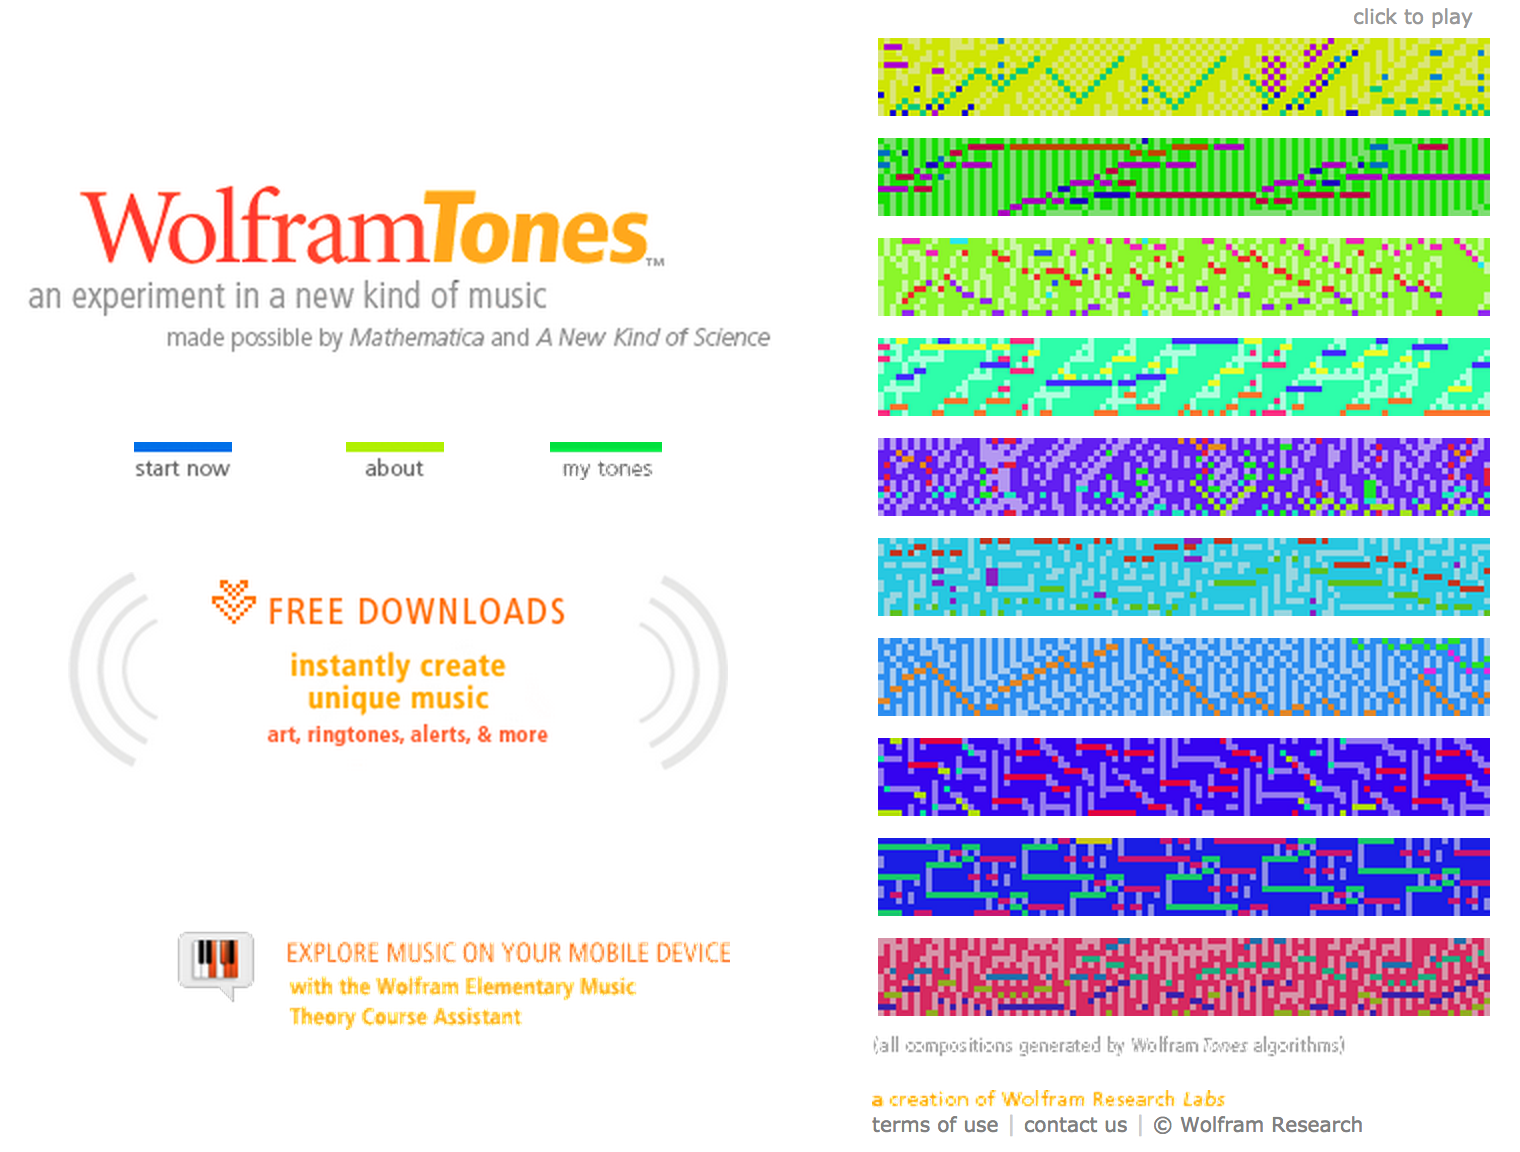 click to play
WolframTones™
an experiment in a new kind of music
made possible by Mathematica and A New Kind of Science
start now
about
my tones
FREE DOWNLOADS
instantly create
unique music
art, ringtones, alerts, & more
EXPLORE MUSIC ON YOUR MOBILE DEVICE
with the Wolfram Elementary Music
Theory Course Assistant
(all compositions generated by WolframTones algorithms)
a creation of Wolfram Research Labs
terms of use | contact us | © Wolfram Research